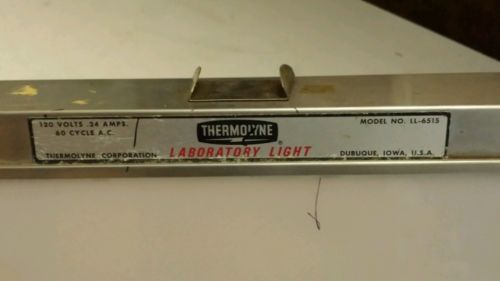 120 VOLTS .24 AMPS.
60 CYCLE A.C.
THERMOLYNE CORPORATION
THERMOLYNE
®
LABORATORY LIGHT
MODEL NO. LL-6515
DUBUQUE, IOWA, U.S.A.